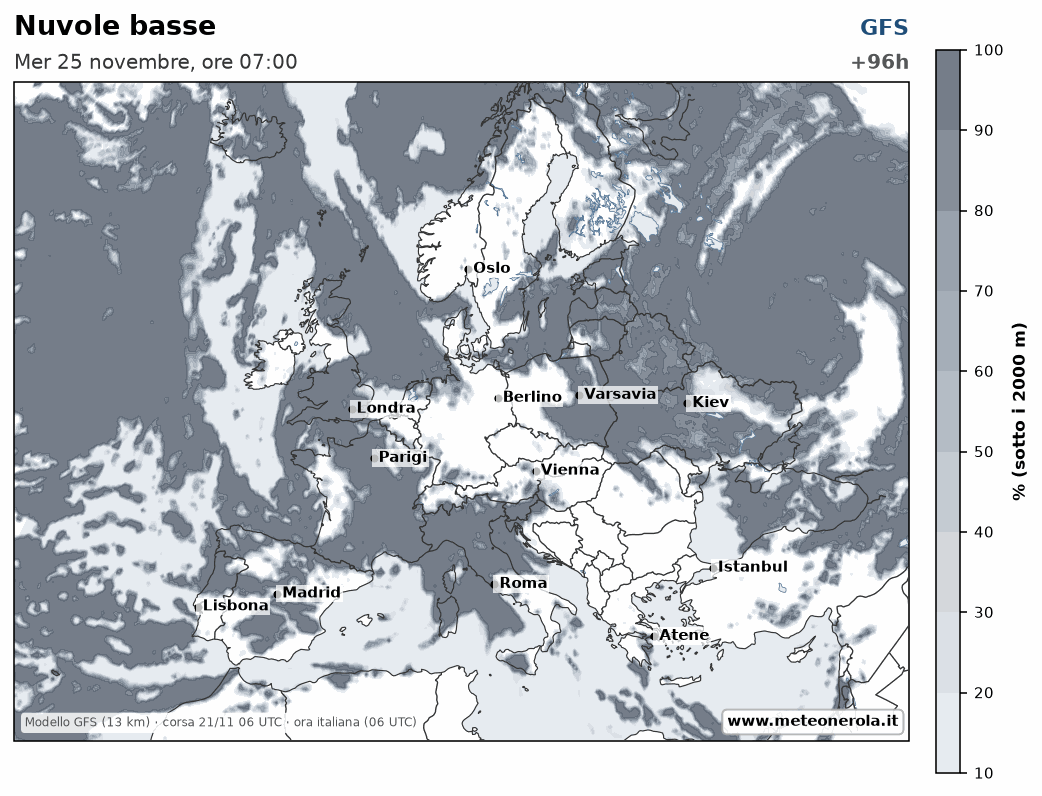 Nuvole basse
GFS
Mer 25 novembre, ore 07:00
+96h
100
90
80
70
60
50
40
30
20
10
% (sotto i 2000 m)
Oslo
Berlino
Varsavia
Kiev
Londra
Parigi
Vienna
Istanbul
Roma
Madrid
Lisbona
Atene
Modello GFS (13 km) · corsa 21/11 06 UTC · ora italiana (06 UTC)
www.meteonerola.it